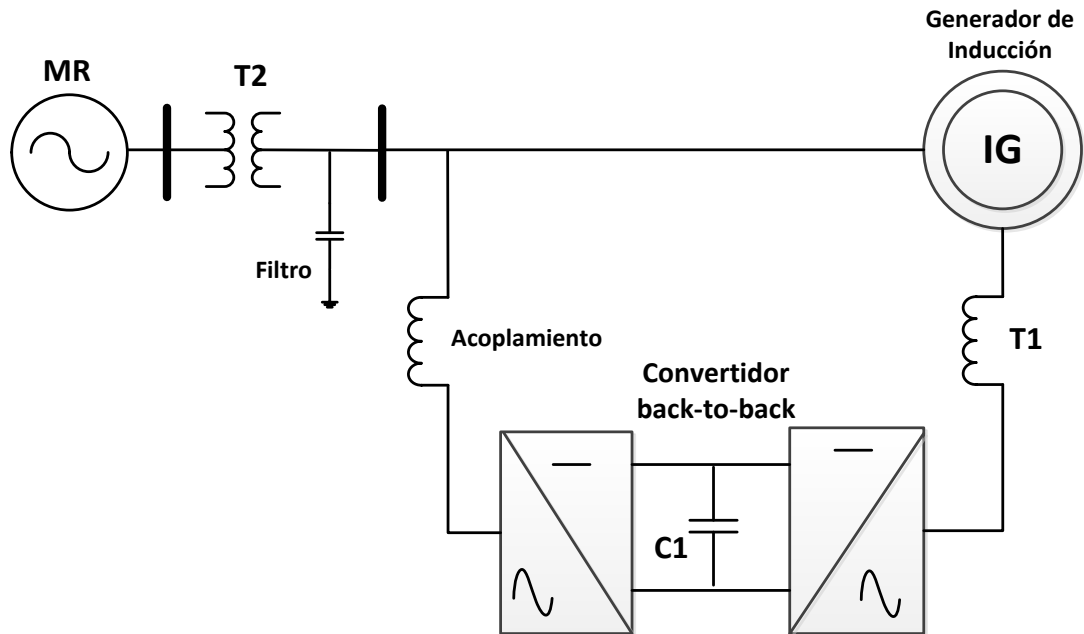 Generador de
Inducción
MR
T2
IG
Filtro
Acoplamiento
T1
Convertidor
back-to-back
C1